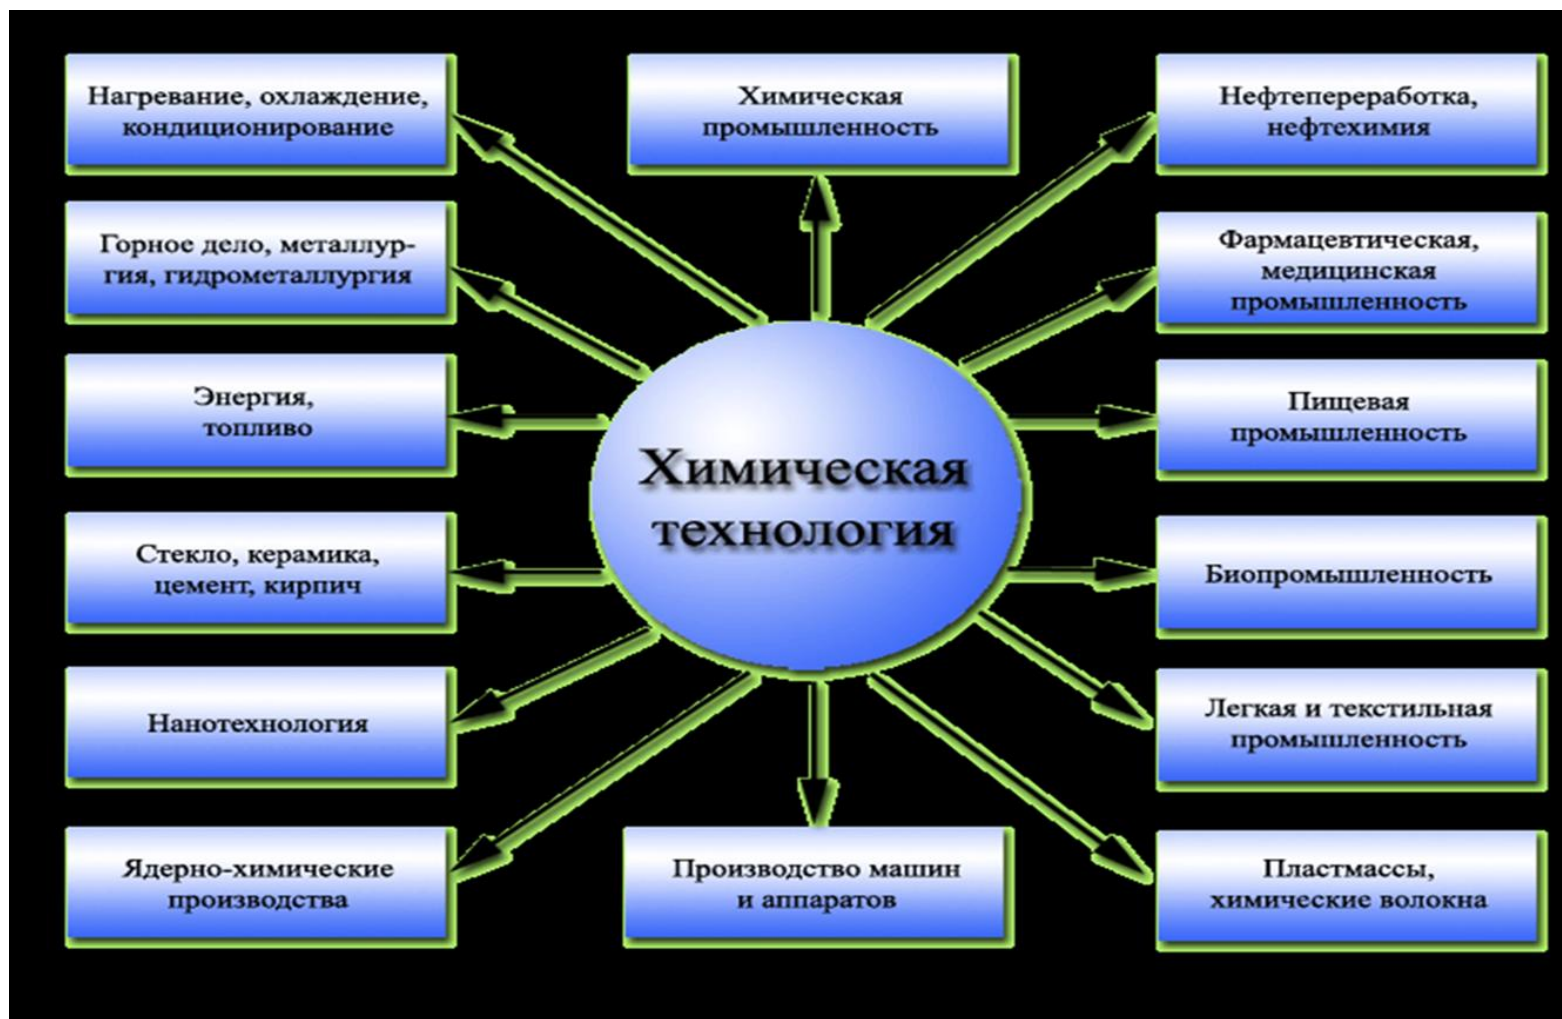 Нагревание, охлаждение,
кондиционирование
Химическая
промышленность
Нефтепереработка,
нефтехимия
Горное дело, металлур-
гия, гидрометаллургия
Фармацевтическая,
медицинская
промышленность
Энергия,
топливо
Пищевая
промышленность
Химическая
технология
Стекло, керамика,
цемент, кирпич
Биопромышленность
Нанотехнология
Легкая и текстильная
промышленность
Ядерно-химические
производства
Производство машин
и аппаратов
Пластмассы,
химические волокна